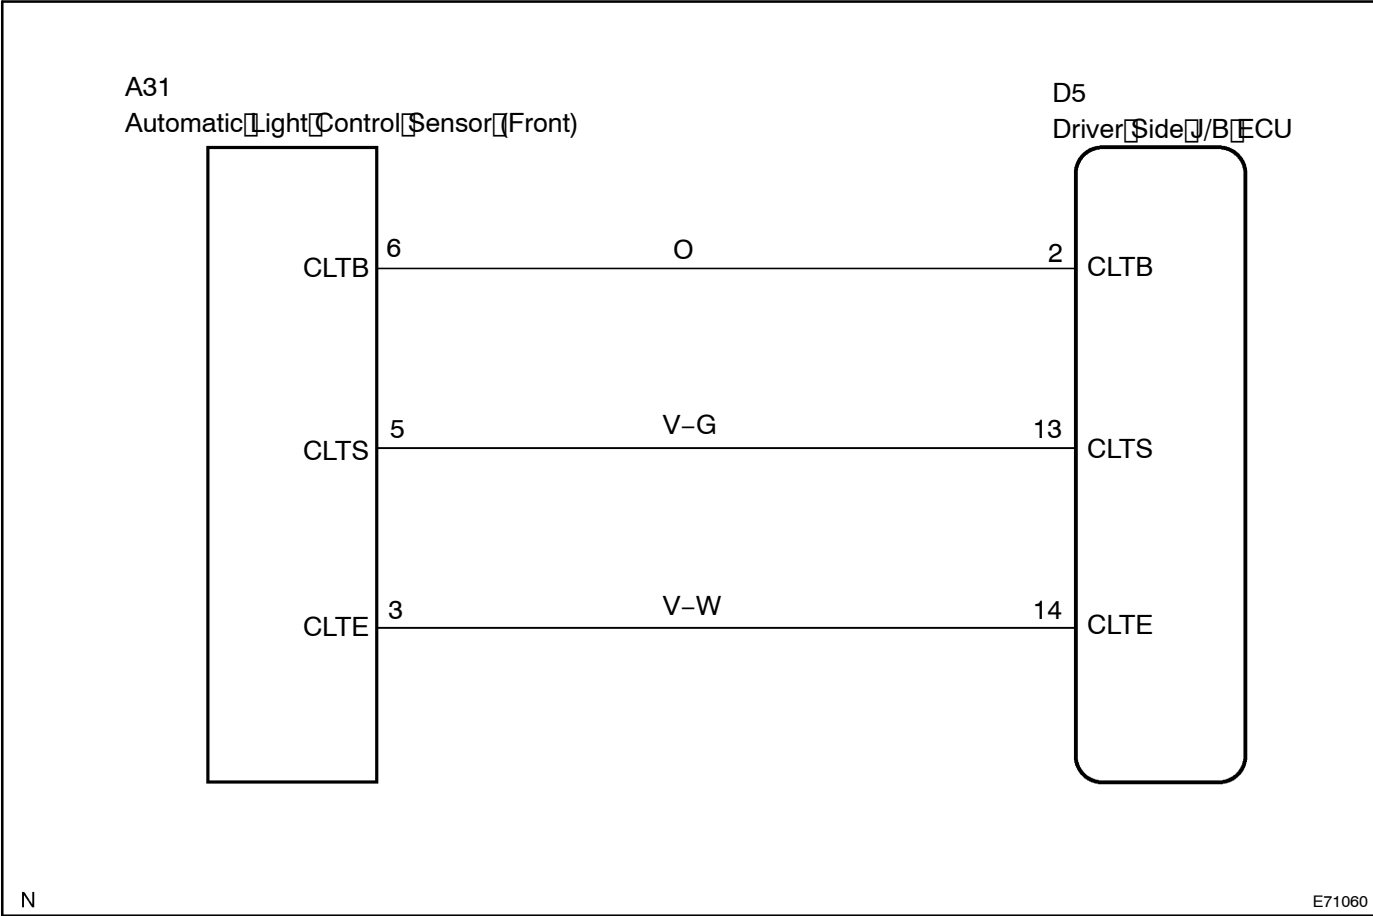 A31
Automatic Light Control Sensor (Front)
D5
Driver Side J/B ECU
CLTB 6 O 2 CLTB
CLTS 5 V−G 13 CLTS
CLTE 3 V−W 14 CLTE
N
E71060